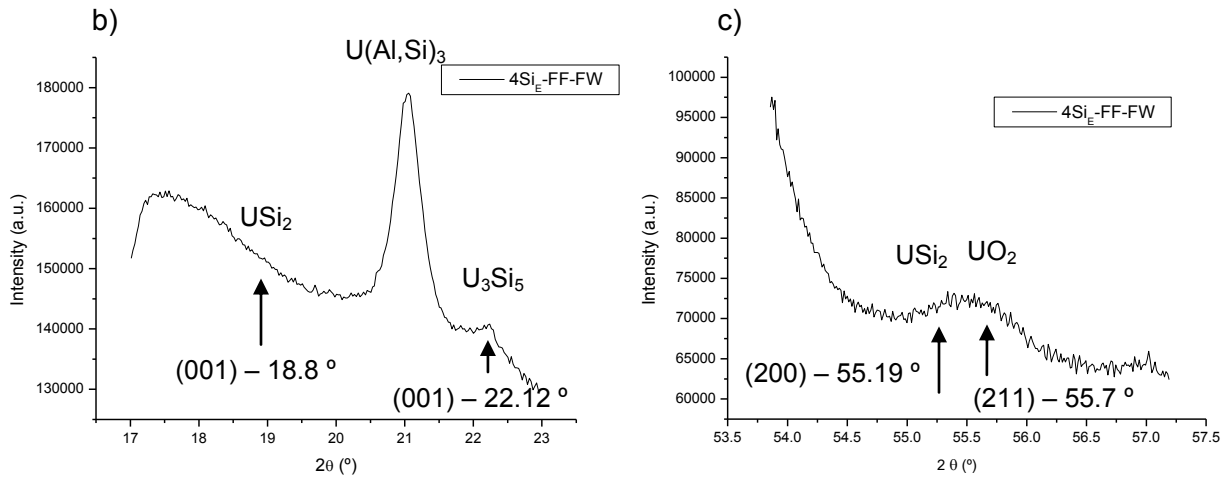 b)
U(Al,Si)₃
4Si_E-FF-FW
180000
170000
160000
150000
140000
130000
Intensity (a.u.)
USi₂
U₃Si₅
(001) – 18.8 º
(001) – 22.12 º
17 18 19 20 21 22 23
2θ (º)
c)
4Si_E-FF-FW
100000
95000
90000
85000
80000
75000
70000
65000
60000
Intensity (a.u.)
USi₂
UO₂
(200) – 55.19 º
(211) – 55.7 º
53.5 54.0 54.5 55.0 55.5 56.0 56.5 57.0 57.5
2 θ (º)